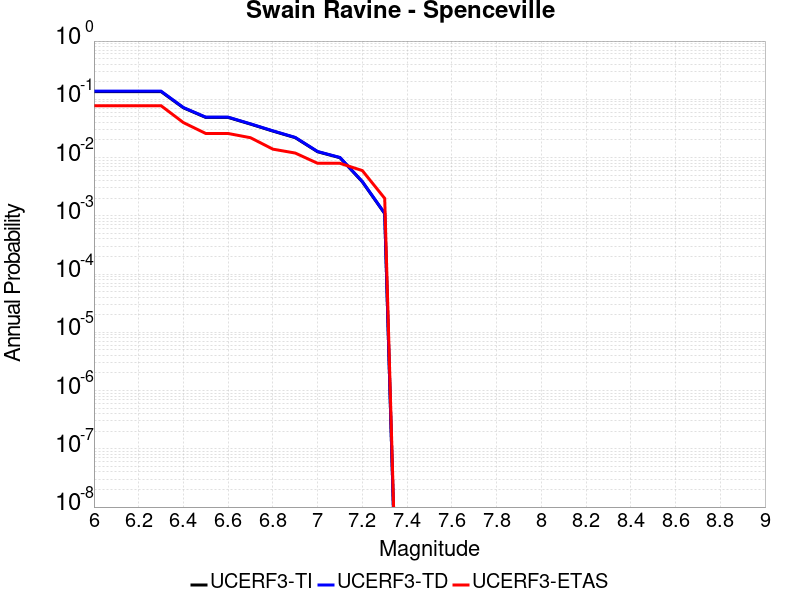 Swain Ravine - Spenceville
10^0
10^-1
10^-2
10^-3
10^-4
10^-5
10^-6
10^-7
10^-8
Annual Probability
6 6.2 6.4 6.6 6.8 7 7.2 7.4 7.6 7.8 8 8.2 8.4 8.6 8.8 9
Magnitude
UCERF3-TI UCERF3-TD UCERF3-ETAS